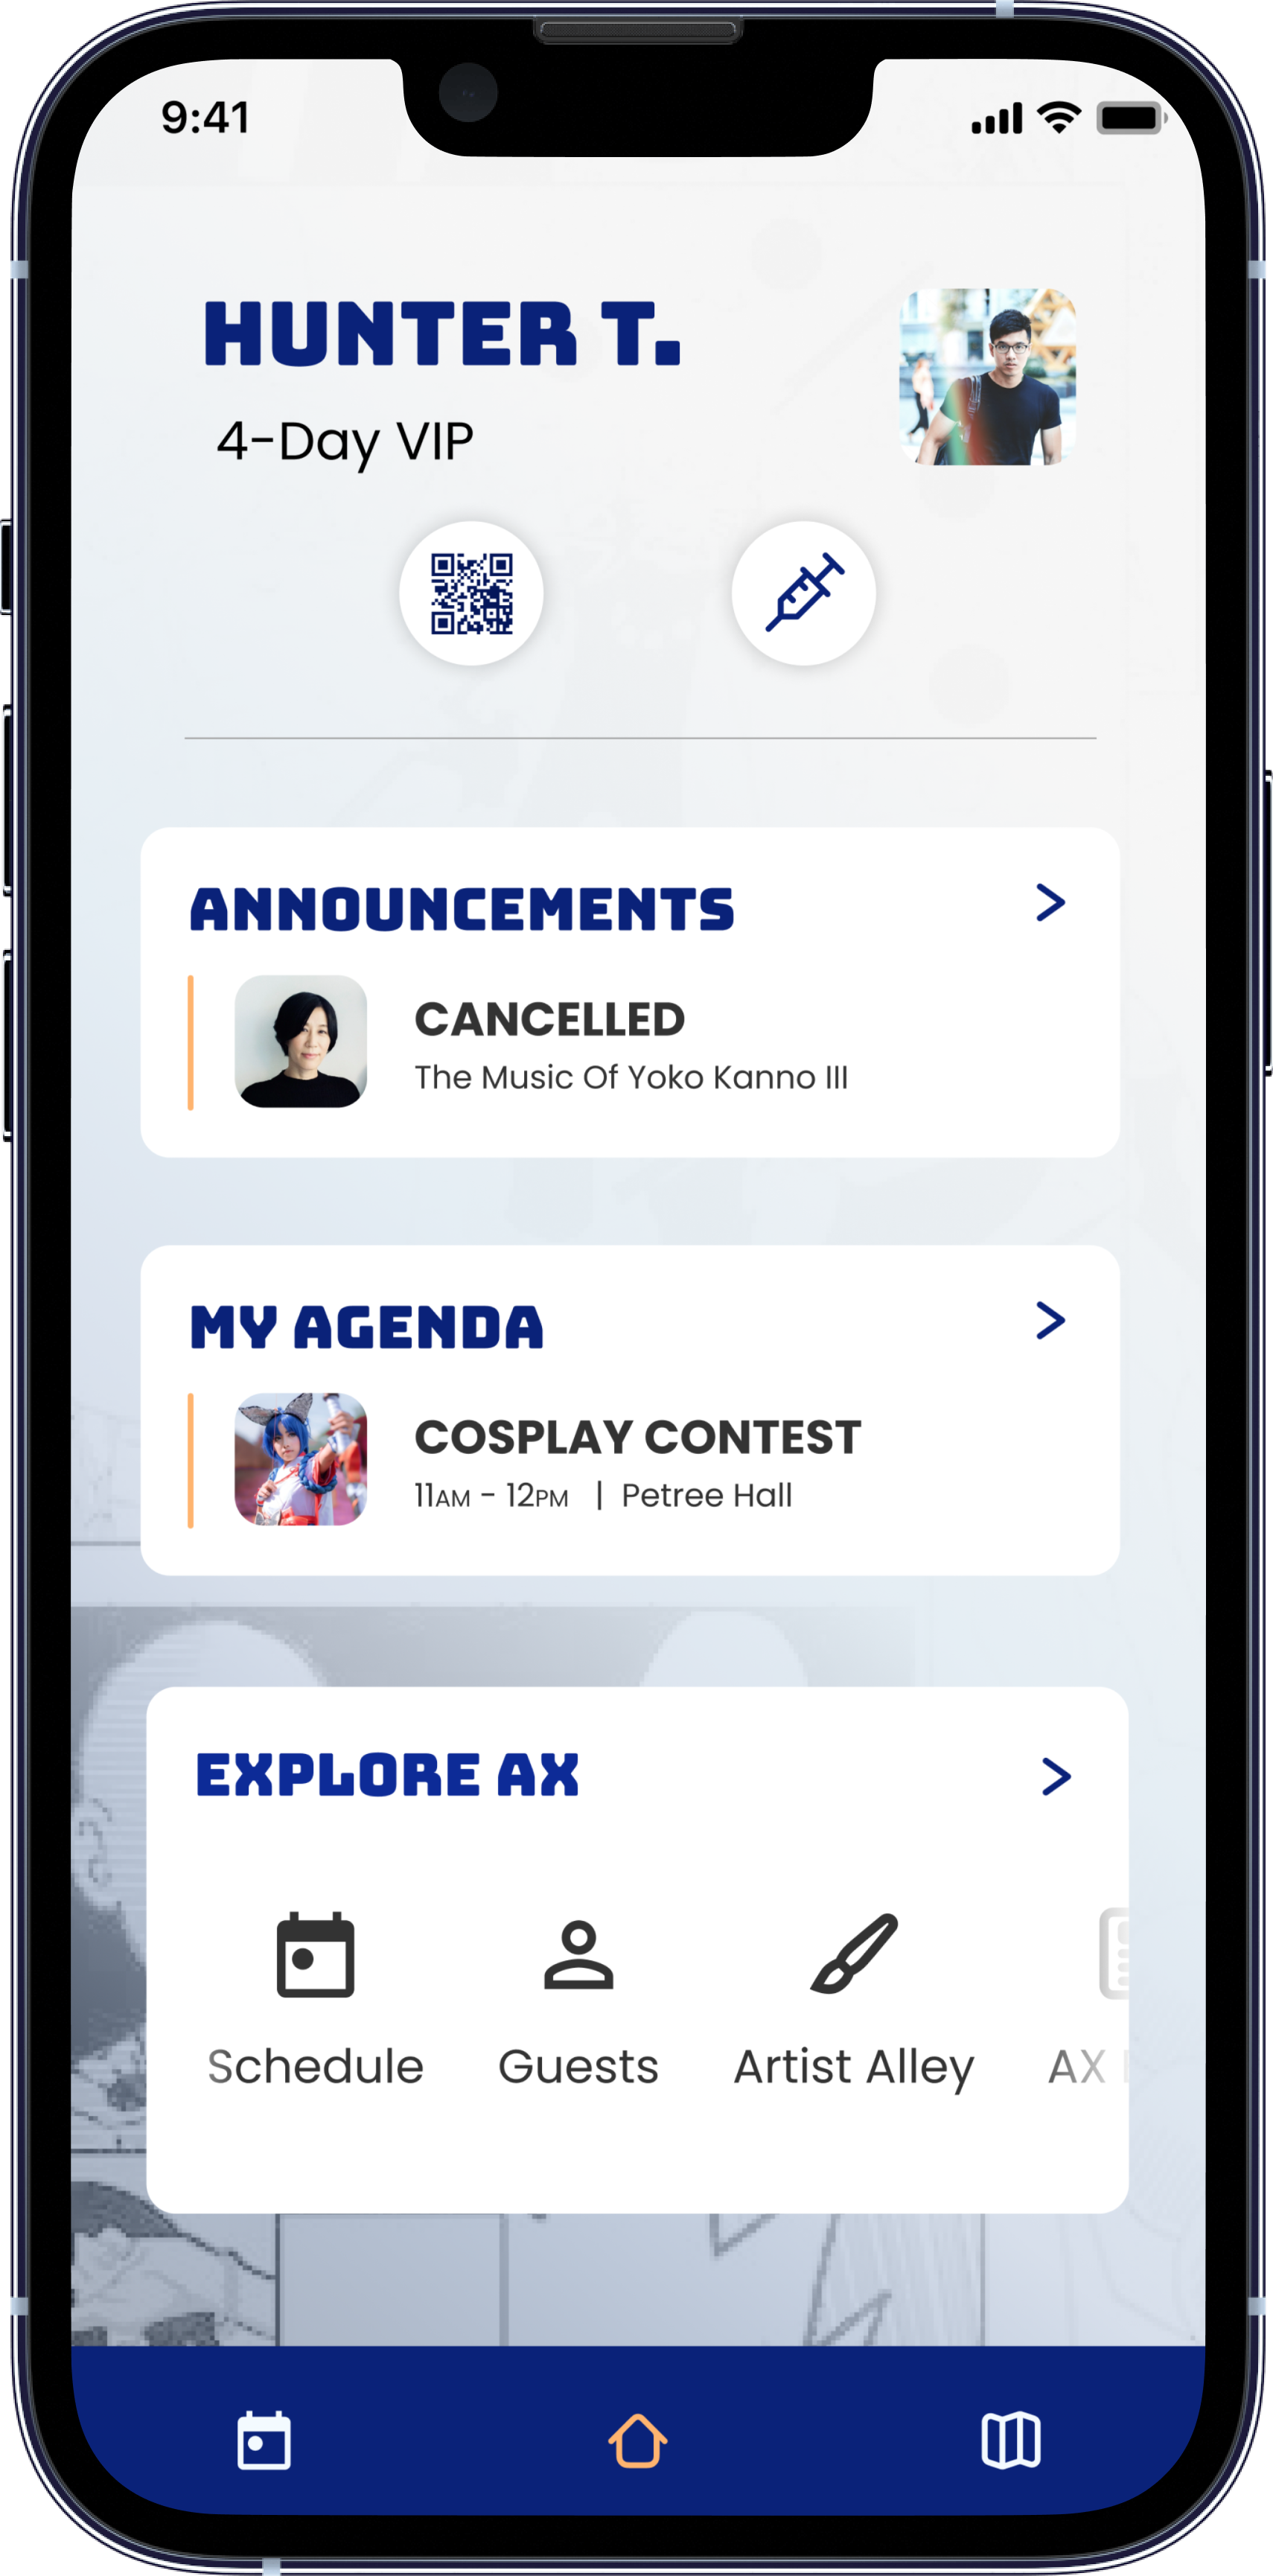 9:41
HUNTER T.
4-Day VIP
ANNOUNCEMENTS
CANCELLED
The Music Of Yoko Kanno III
MY AGENDA
COSPLAY CONTEST
11AM - 12PM | Petree Hall
EXPLORE AX
Schedule Guests Artist Alley AX